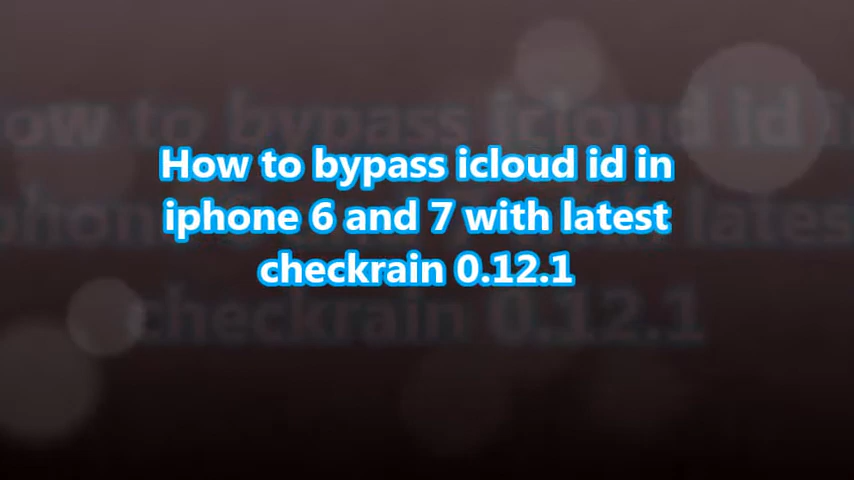 How to bypass icloud id in
iphone 6 and 7 with latest
checkrain 0.12.1